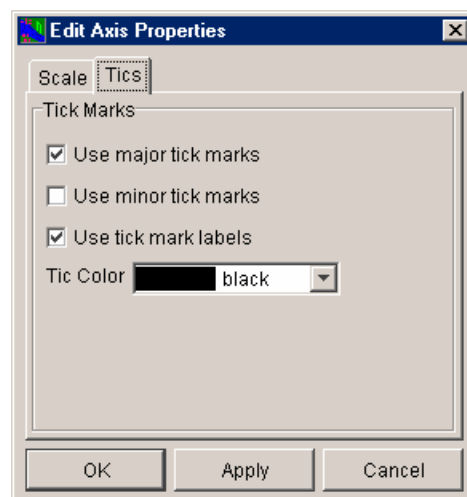 Edit Axis Properties
Scale Tics
Tick Marks
Use major tick marks
Use minor tick marks
Use tick mark labels
Tic Color black
OK Apply Cancel